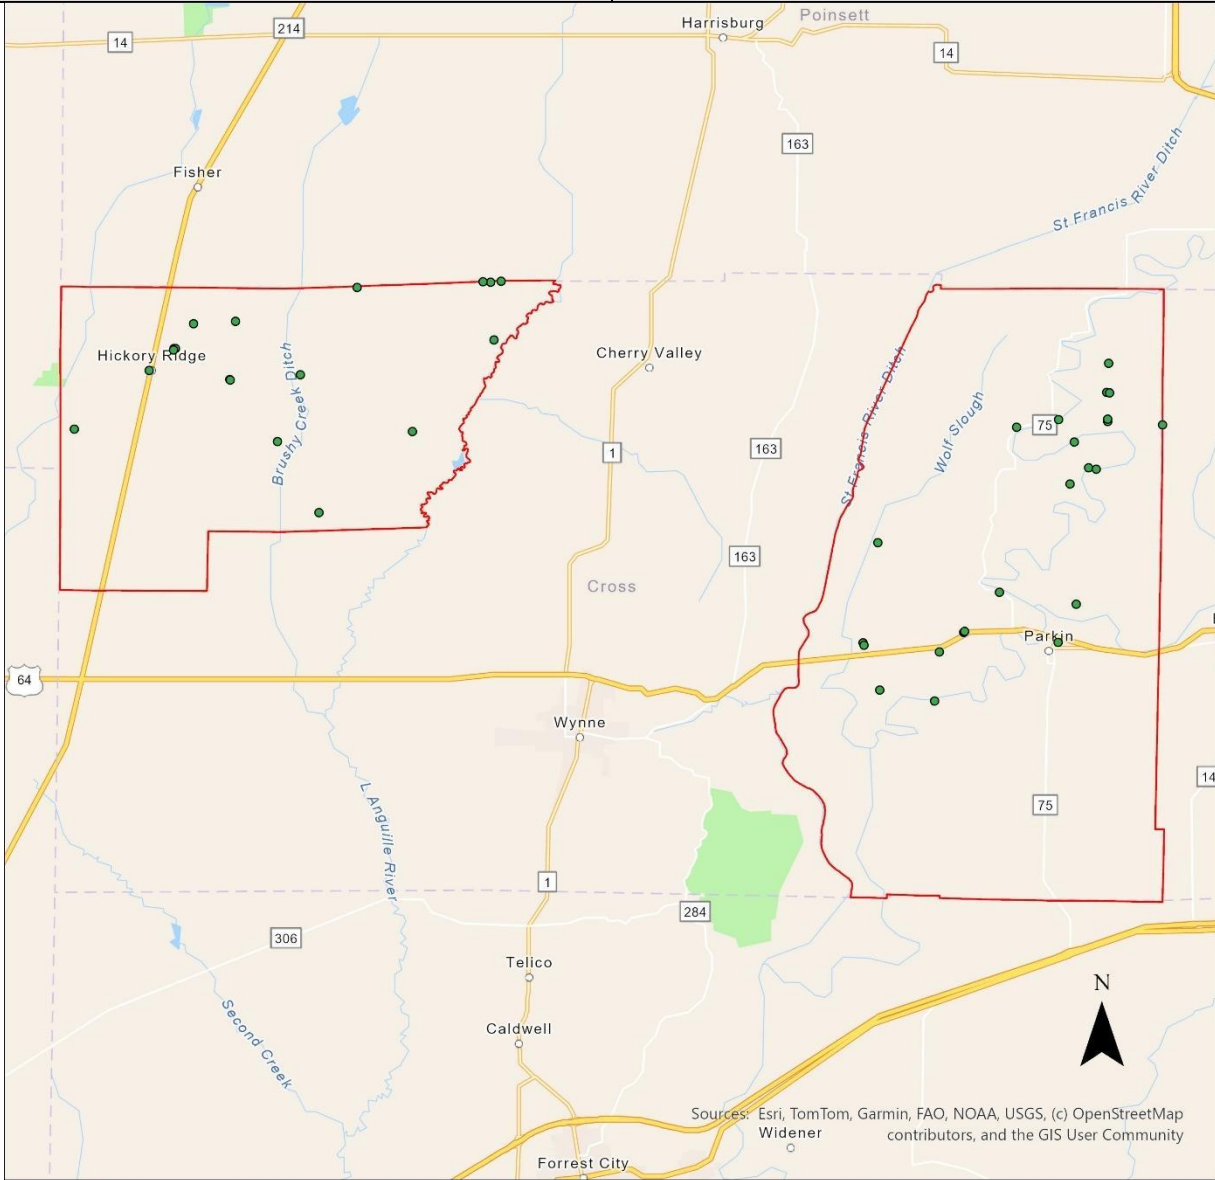 Harrisburg
Poinsett
214
14
14
163
St Francis River Ditch
Fisher
Hickory Ridge
Brushy Creek Ditch
Cherry Valley
St Francis River Ditch
Wolf Slough
75
1
163
163
Cross
Parkin
64
Wynne
14
75
L Anguille River
1
284
306
Telico
Second Creek
Caldwell
N
Sources: Esri, TomTom, Garmin, FAO, NOAA, USGS, (c) OpenStreetMap
contributors, and the GIS User Community
Widener
Forrest City